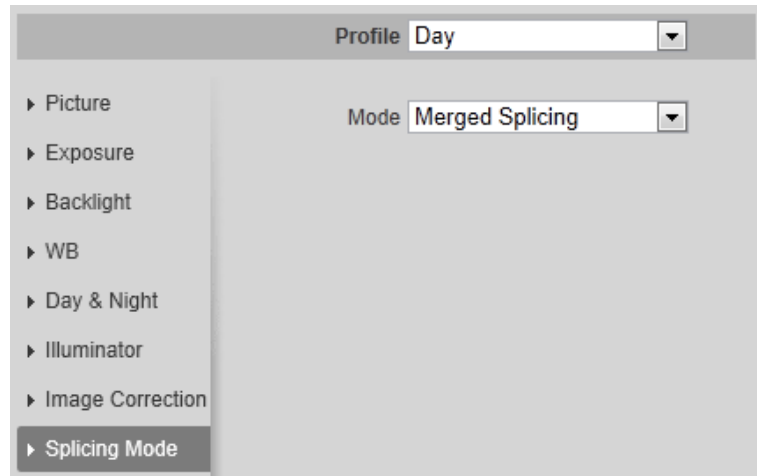 Profile Day
Picture
Mode Merged Splicing
Exposure
Backlight
WB
Day & Night
Illuminator
Image Correction
Splicing Mode